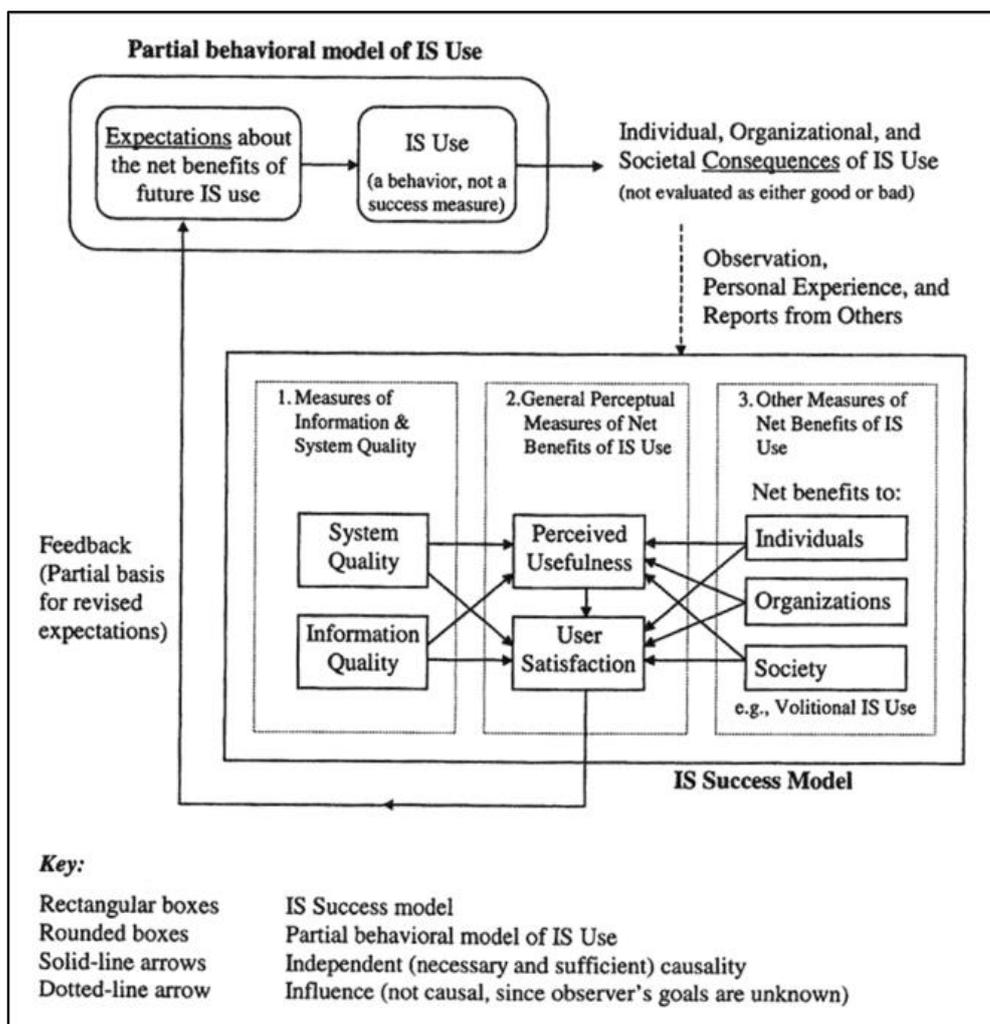 Partial behavioral model of IS Use
Expectations about
the net benefits of
future IS use
IS Use
(a behavior, not a
success measure)
Individual, Organizational, and
Societal Consequences of IS Use
(not evaluated as either good or bad)
Observation,
Personal Experience, and
Reports from Others
1. Measures of
Information &
System Quality
2.General Perceptual
Measures of Net
Benefits of IS Use
3. Other Measures of
Net Benefits of IS
Use
Net benefits to:
System
Quality
Information
Quality
Perceived
Usefulness
User
Satisfaction
Individuals
Organizations
Society
e.g., Volitional IS Use
Feedback
(Partial basis
for revised
expectations)
IS Success Model
Key:
Rectangular boxes IS Success model
Rounded boxes Partial behavioral model of IS Use
Solid-line arrows Independent (necessary and sufficient) causality
Dotted-line arrow Influence (not causal, since observer's goals are unknown)